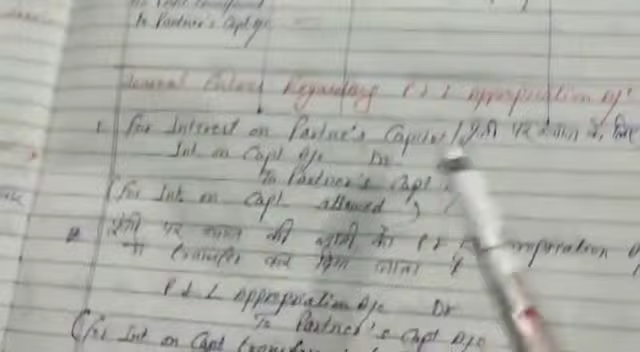 To Partner's Capt A/c
Journal Entries Regarding P & L Appropriation A/c
1. For Interest on Partner's Capital / पूंजी पर ब्याज के लिए
Int on Capt A/c Dr
To Partner's Capt
(for Int. on Capt allowed)
2. पूंजी पर ब्याज की राशि को P & L Appropriation
transfer कर दिया जाता है
P & L Appropriation A/c Dr
To Partner's Capt A/c
(for Int on Capt transfer